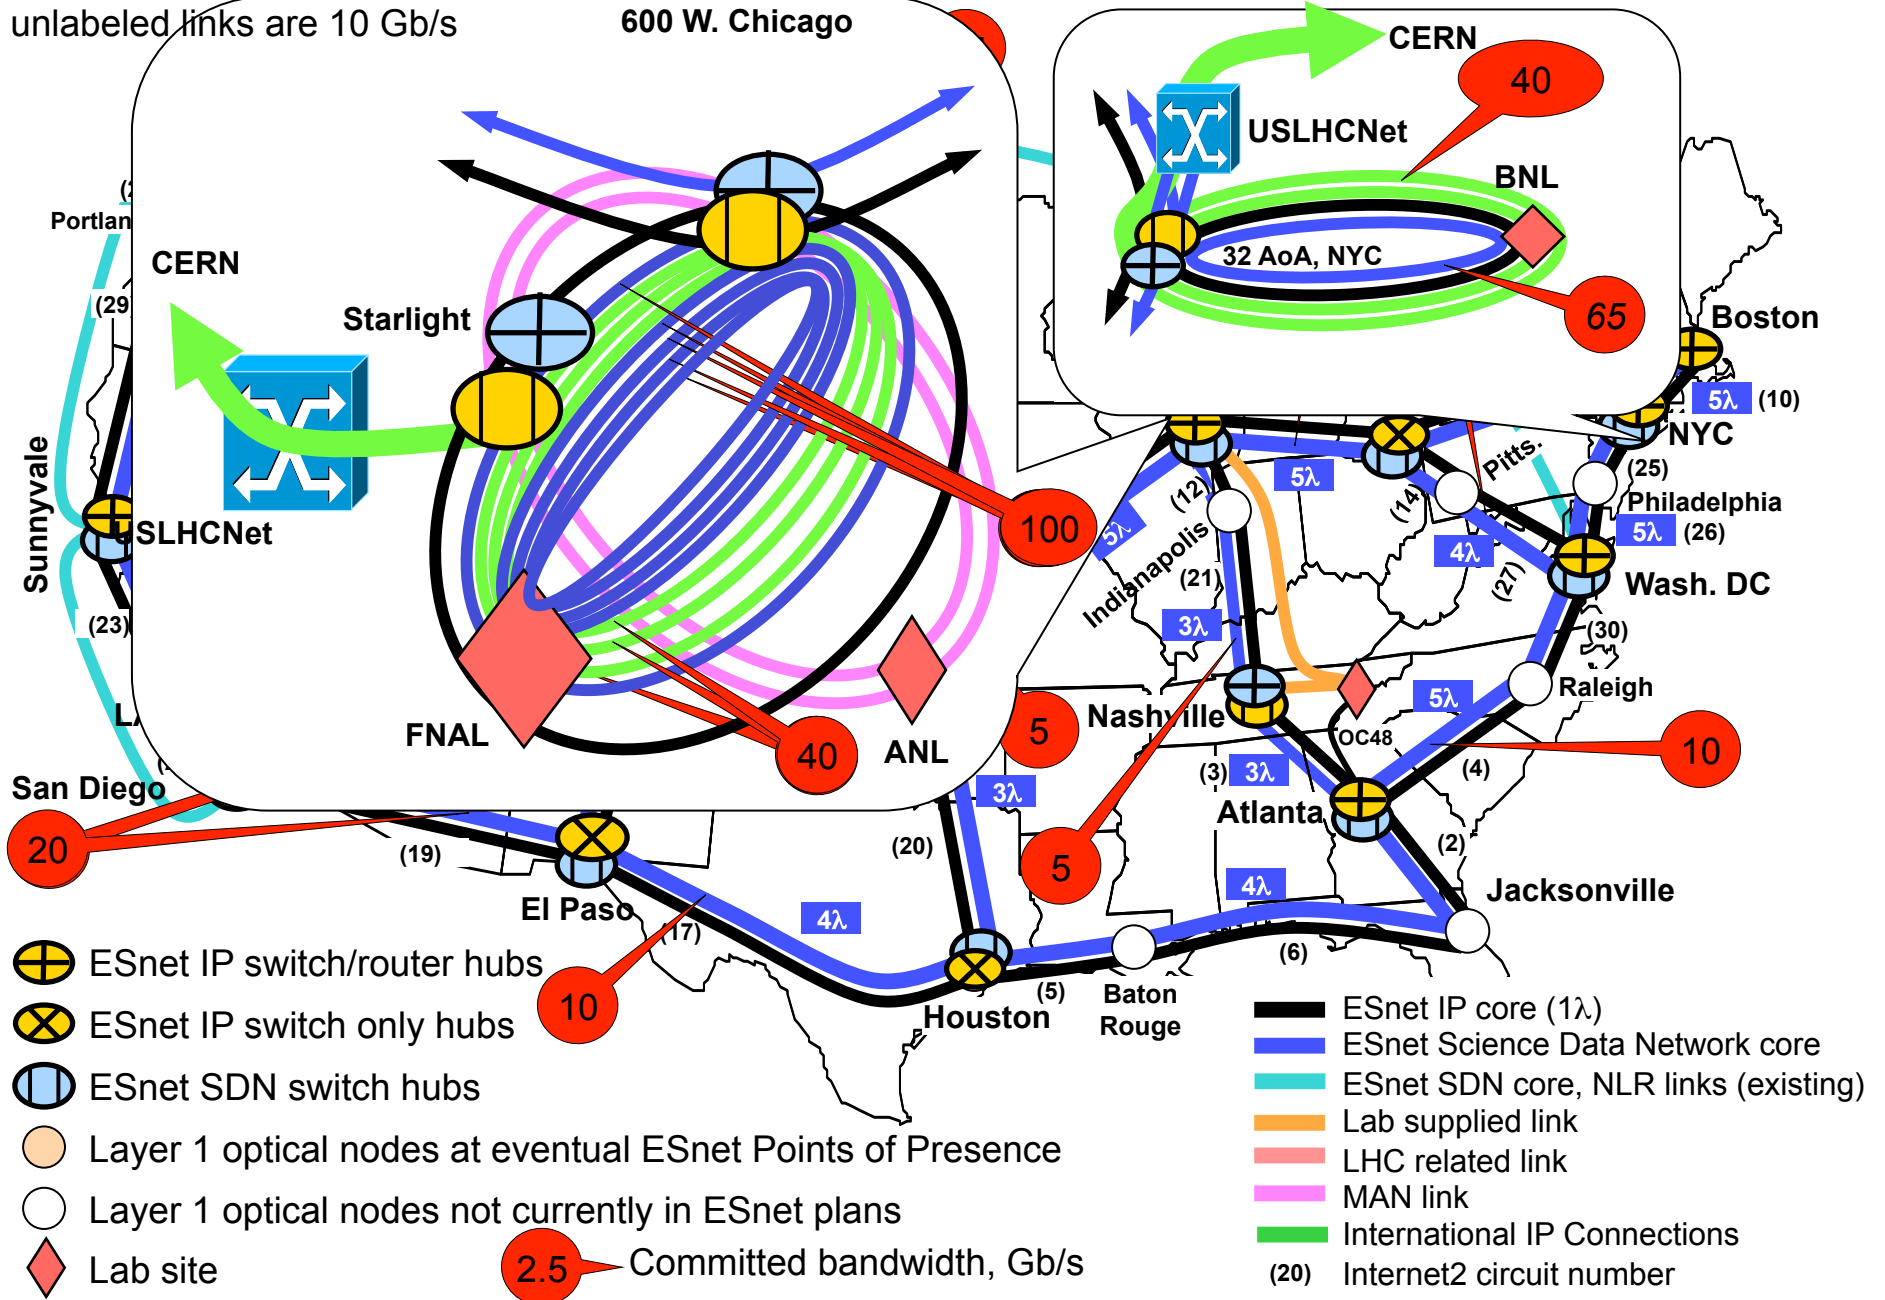 unlabeled links are 10 Gb/s
600 W. Chicago
CERN
40
USLHCNet
BNL
32 AoA, NYC
65
Boston
5λ (10)
NYC
(25)
Philadelphia
5λ (26)
Wash. DC
(30)
Raleigh
Pitts.
(14)
4λ
(27)
5λ
(12)
5λ
Indianapolis
(21)
3λ
Portlan
(29)
CERN
Starlight
Sunnyvale
USLHCNet
(23)
100
FNAL
40
ANL
5
Nashville
5λ
OC48
10
(3)
3λ
(4)
Atlanta
San Diego
20
(19)
3λ
(20)
5
(2)
El Paso
4λ
(17)
4λ
Jacksonville
10
Houston
(5)
Baton
Rouge
(6)
ESnet IP switch/router hubs
ESnet IP switch only hubs
ESnet SDN switch hubs
Layer 1 optical nodes at eventual ESnet Points of Presence
Layer 1 optical nodes not currently in ESnet plans
Lab site
2.5
Committed bandwidth, Gb/s
ESnet IP core (1λ)
ESnet Science Data Network core
ESnet SDN core, NLR links (existing)
Lab supplied link
LHC related link
MAN link
International IP Connections
(20) Internet2 circuit number